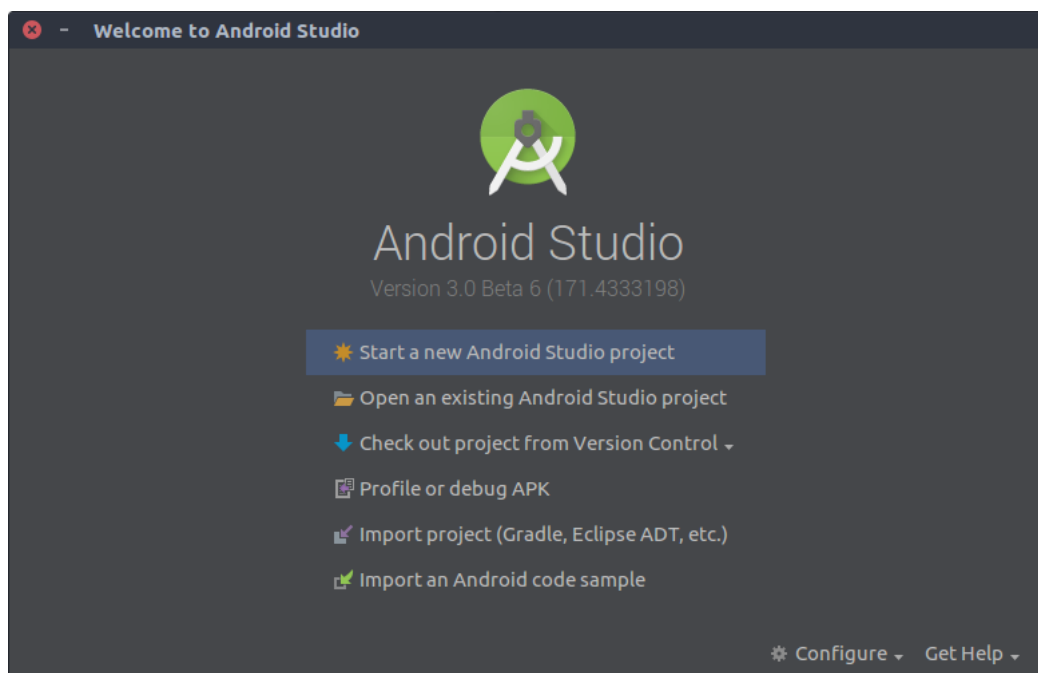 Welcome to Android Studio
Android Studio
Version 3.0 Beta 6 (171.4333198)
Start a new Android Studio project
Open an existing Android Studio project
Check out project from Version Control
Profile or debug APK
Import project (Gradle, Eclipse ADT, etc.)
Import an Android code sample
Configure Get Help